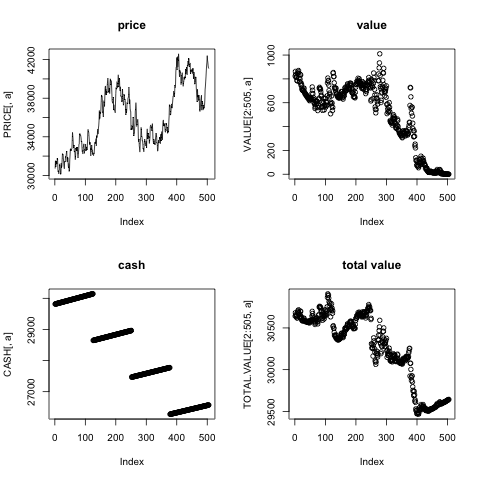 price
PRICE[, a]
30000 34000 38000 42000
0 100 200 300 400 500
Index
value
VALUE[2:505, a]
0 200 600 1000
0 100 200 300 400 500
Index
cash
CASH[, a]
27000 29000
0 100 200 300 400 500
Index
total value
TOTAL.VALUE[2:505, a]
29500 30000 30500
0 100 200 300 400 500
Index